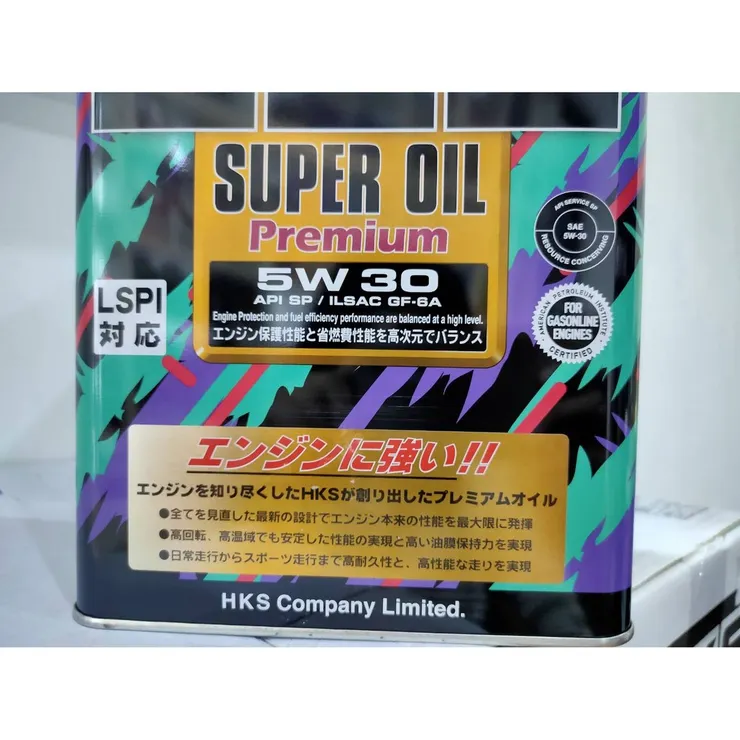 SUPER OIL
Premium
5W 30
API SP / ILSAC GF-6A
Engine Protection and fuel efficiency performance are balanced at a high level.
エンジン保護性能と省燃費性能を高次元でバランス
LSPI
対応
API SERVICE SP
SAE
5W-30
RESOURCE CONCERVING
AMERICAN PETROLEUM INSTITUTE
FOR
GASONLINE
ENGINES
CERTIFIED
エンジンに強い!!
エンジンを知り尽くしたHKSが創り出したプレミアムオイル
●全てを見直した最新の設計でエンジン本来の性能を最大限に発揮
●高回転、高温域でも安定した性能の実現と高い油膜保持力を実現
●日常走行からスポーツ走行まで高耐久性と、高性能な走りを実現
HKS Company Limited.